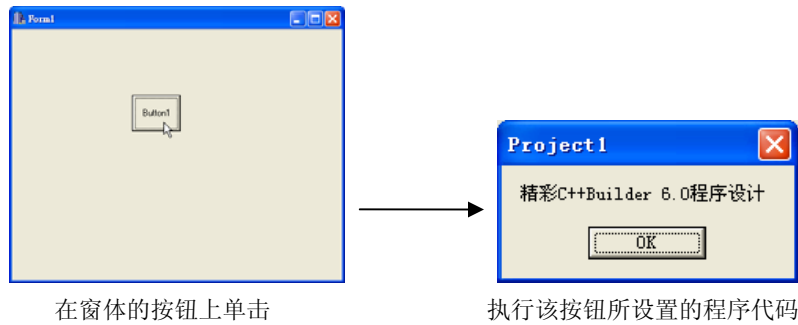 Form1
Button1
Project1
精彩C++Builder 6.0程序设计
OK
在窗体的按钮上单击
执行该按钮所设置的程序代码